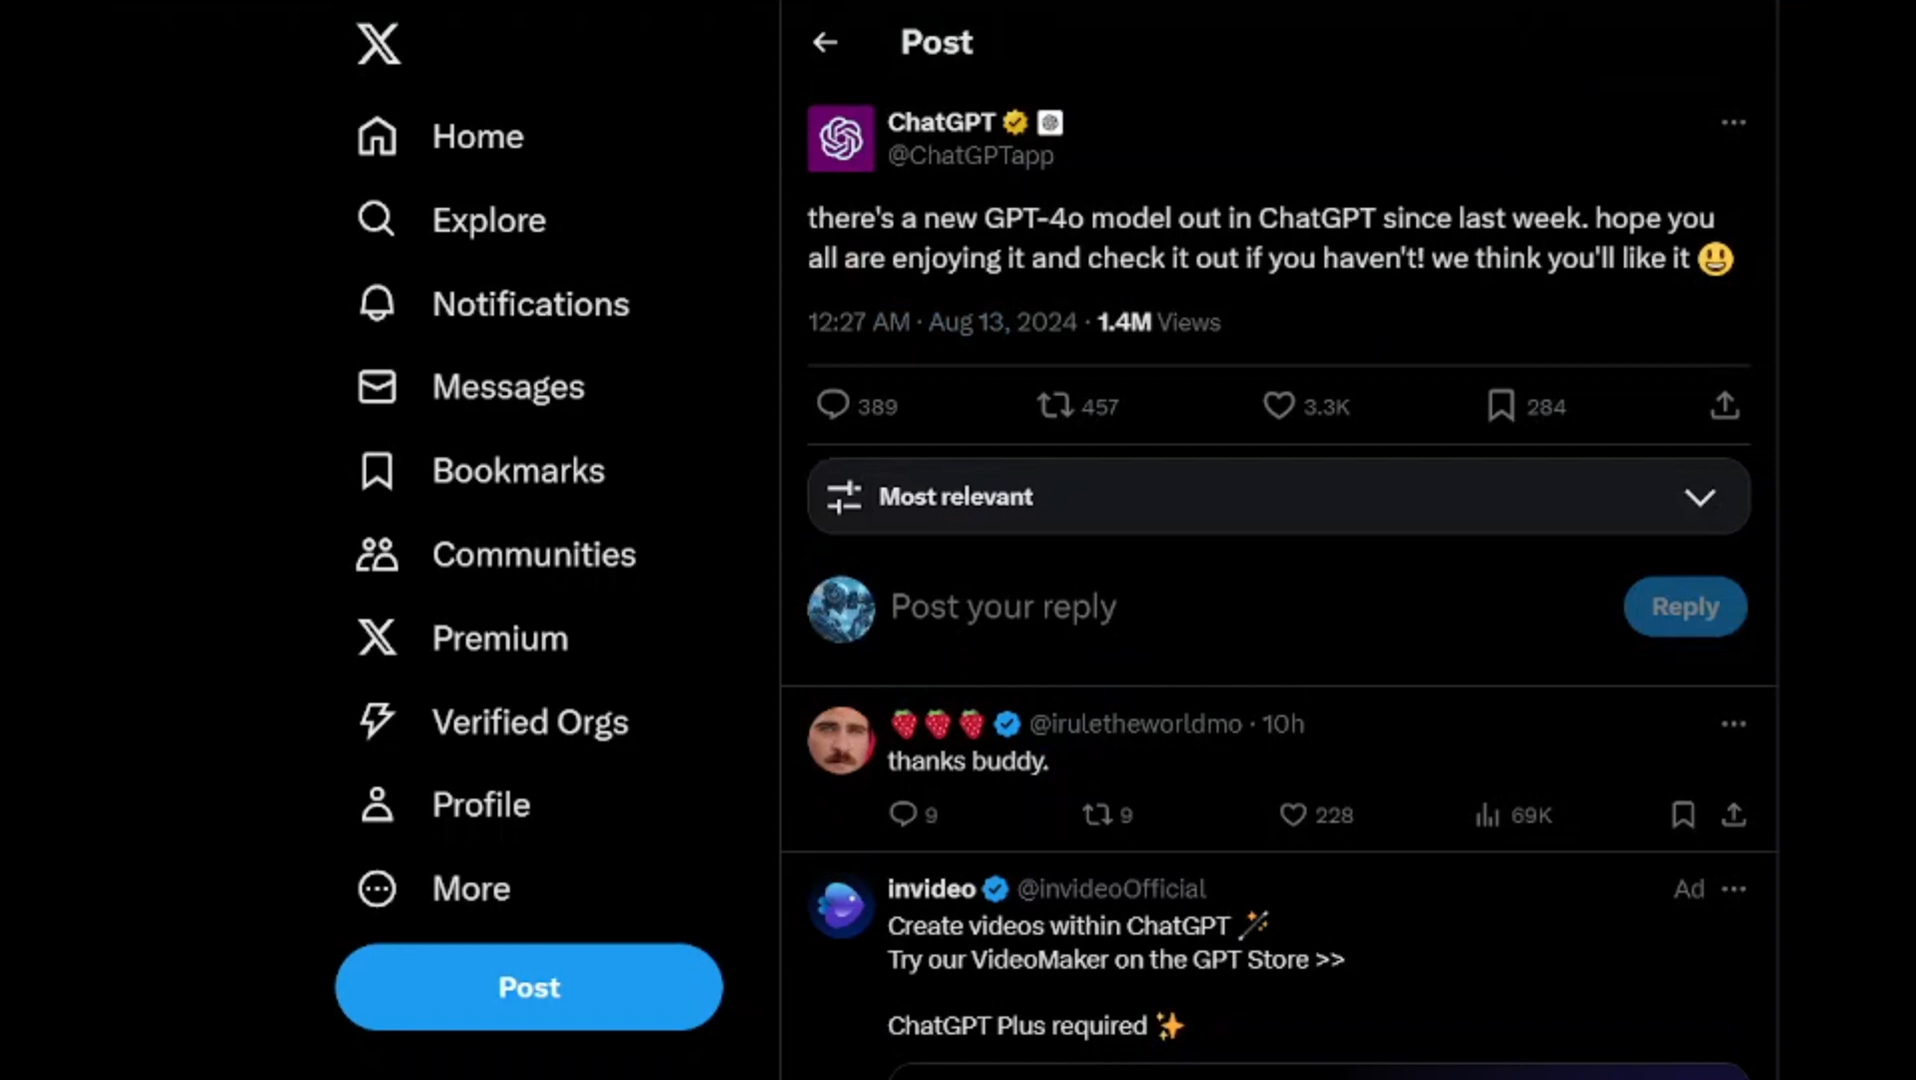 Home
Explore
Notifications
Messages
Bookmarks
Communities
Premium
Verified Orgs
Profile
More
Post
Post
ChatGPT
@ChatGPTapp
there's a new GPT-4o model out in ChatGPT since last week. hope you
all are enjoying it and check it out if you haven't! we think you'll like it 😃
12:27 AM · Aug 13, 2024 · 1.4M Views
389 457 3.3K 284
Most relevant
Post your reply
Reply
🍓🍓🍓 @iruletheworldmo · 10h
thanks buddy.
9 9 228 69K
invideo @invideoOfficial Ad
Create videos within ChatGPT 🪄
Try our VideoMaker on the GPT Store >>
ChatGPT Plus required ✨